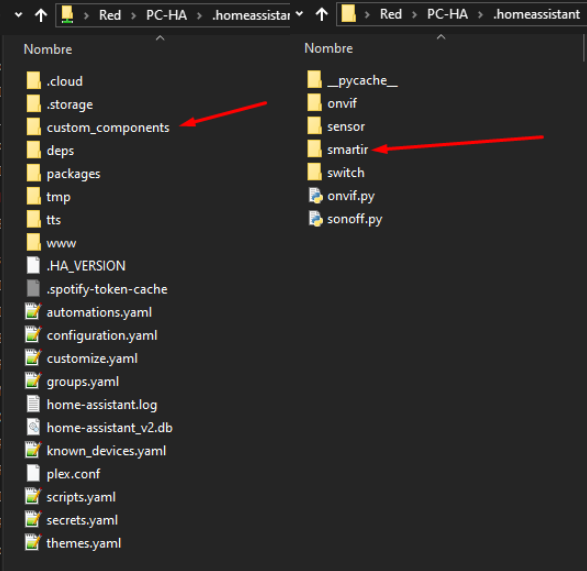 Red > PC-HA > .homeassistan
Nombre
.cloud
.storage
custom_components
deps
packages
tmp
tts
www
.HA_VERSION
.spotify-token-cache
automations.yaml
configuration.yaml
customize.yaml
groups.yaml
home-assistant.log
home-assistant_v2.db
known_devices.yaml
plex.conf
scripts.yaml
secrets.yaml
themes.yaml
Red > PC-HA > .homeassistant
Nombre
__pycache__
onvif
sensor
smartir
switch
onvif.py
sonoff.py